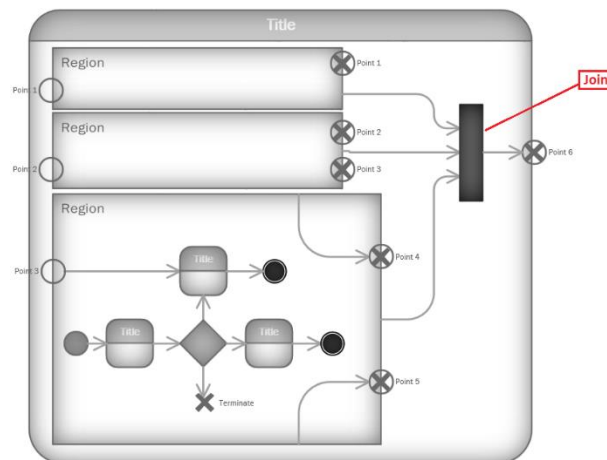 Title
Region
Point 1
Point 1
Join
Region
Point 2
Point 2
Point 3
Point 6
Region
Point 3
Title
Point 4
Title
Title
Point 5
Terminate